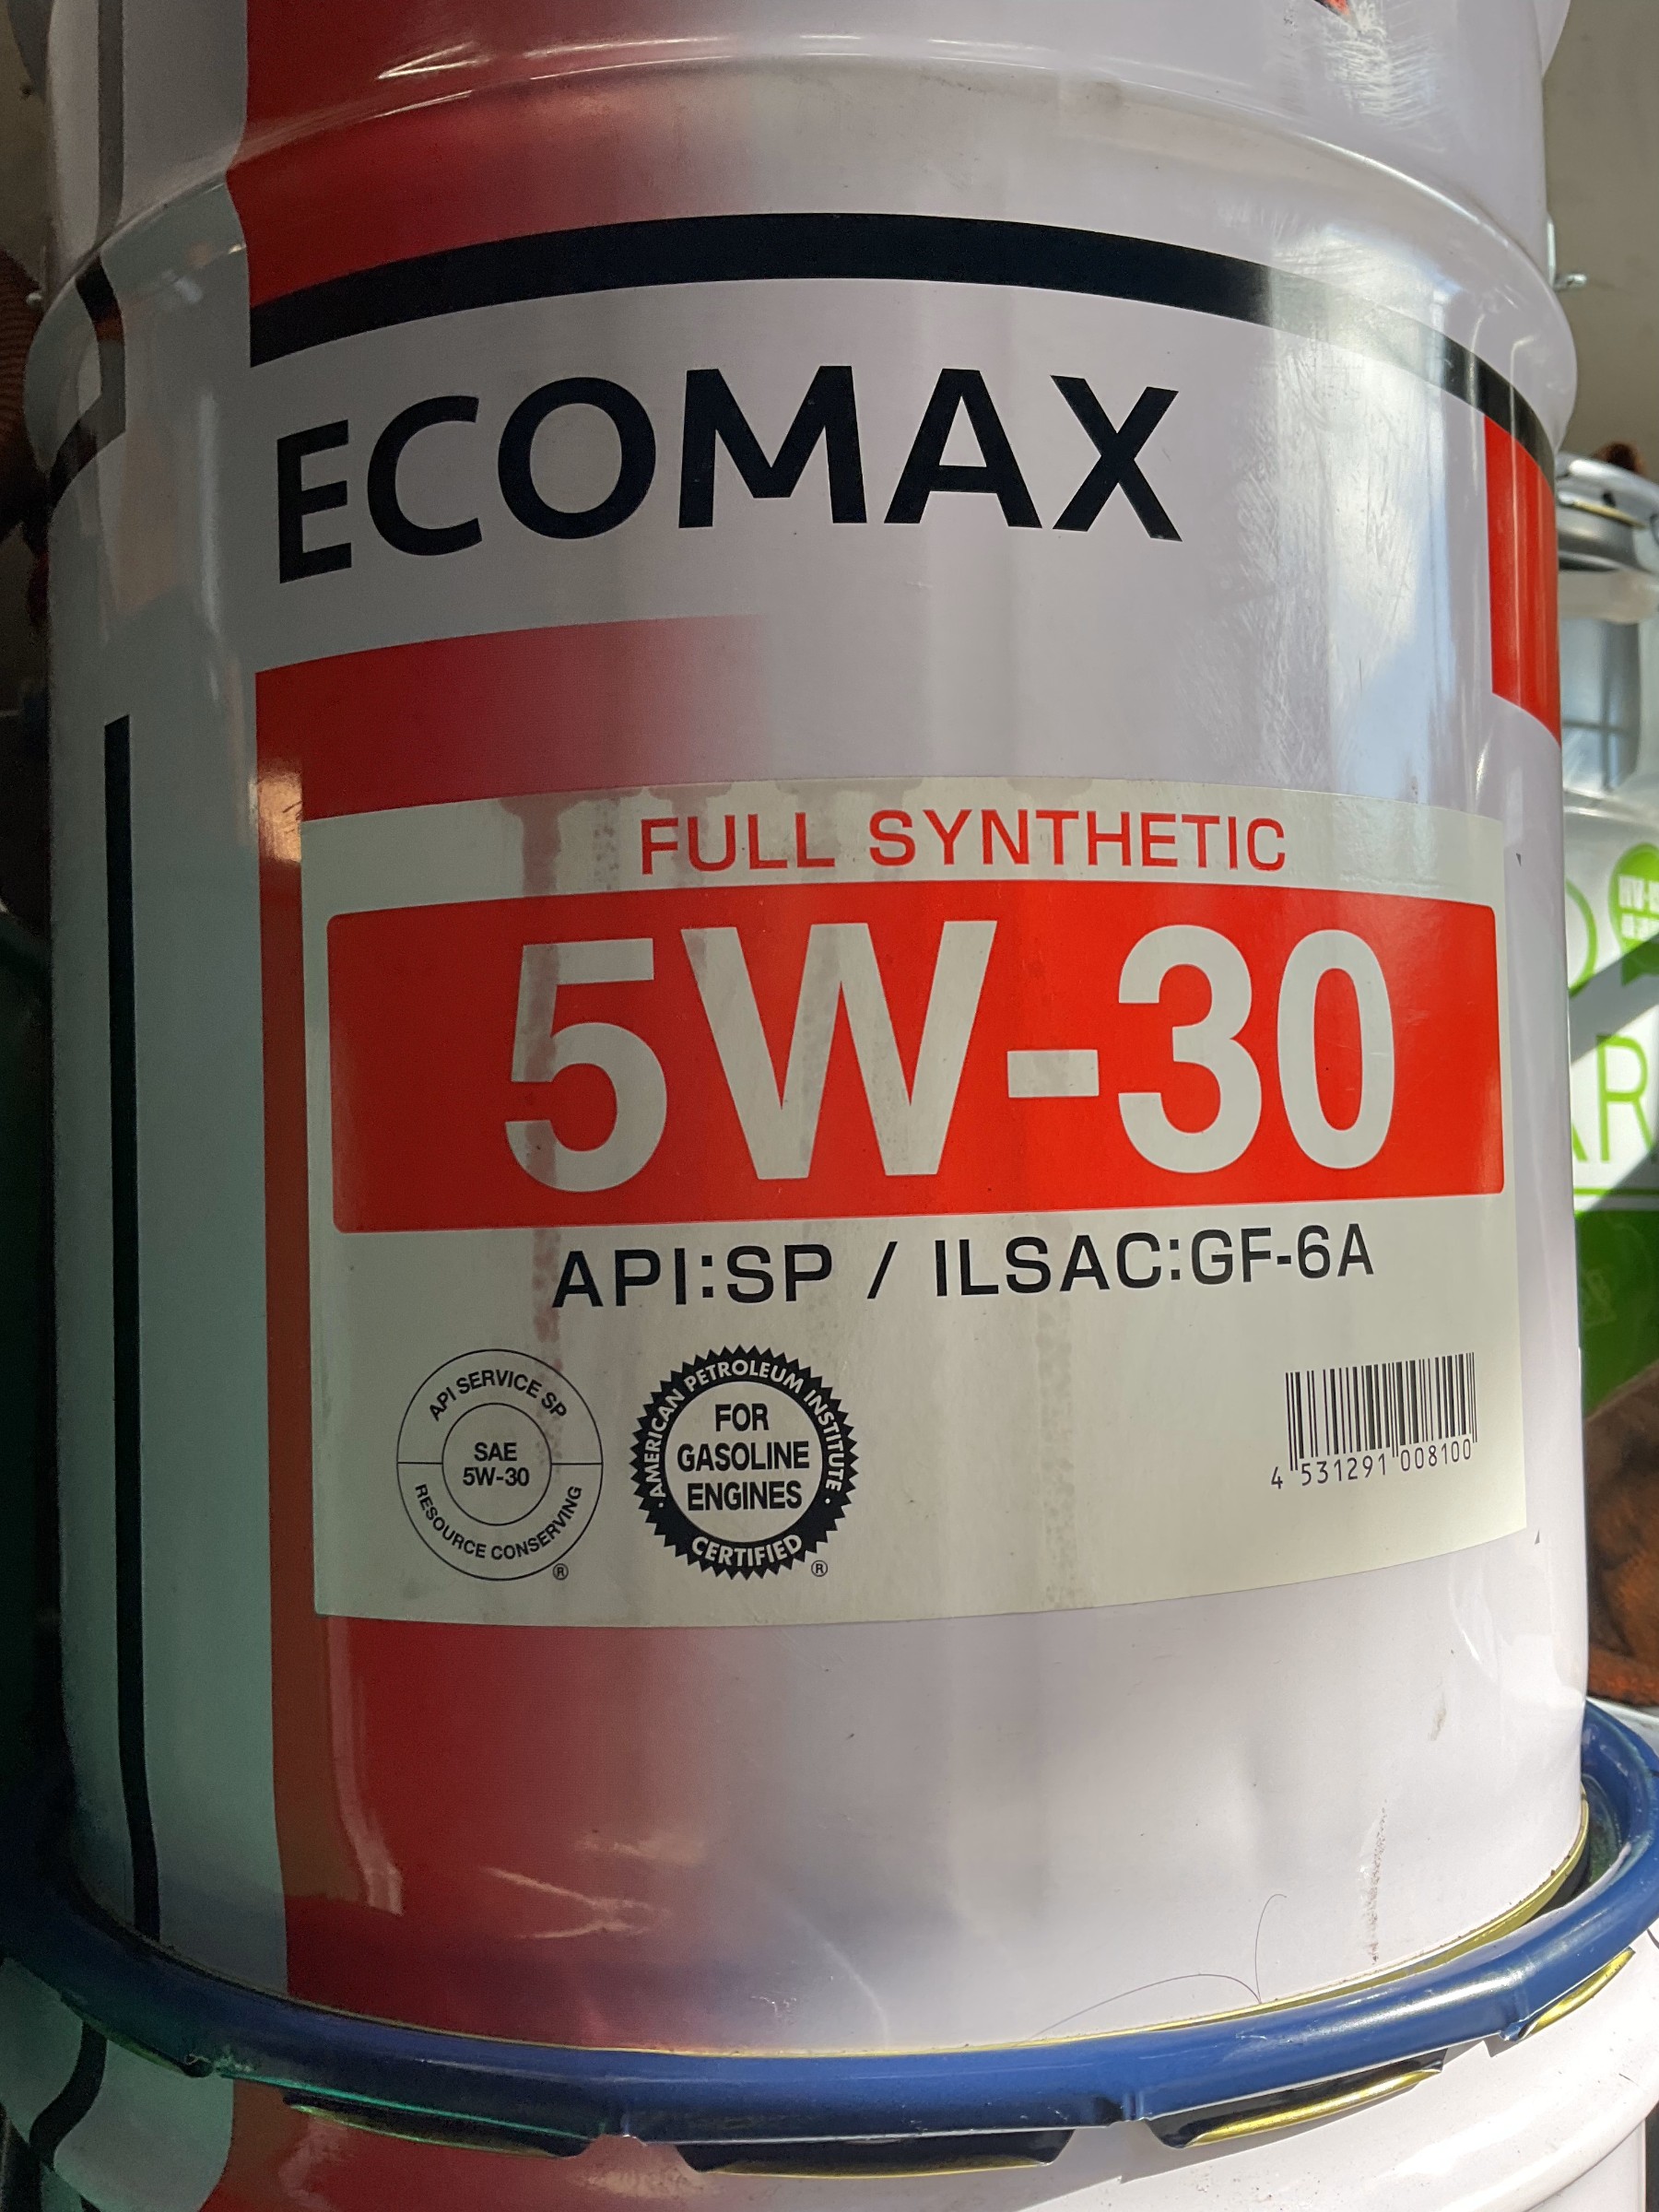 ECOMAX
FULL SYNTHETIC
5W-30
API:SP / ILSAC:GF-6A
API SERVICE SP
SAE
5W-30
RESOURCE CONSERVING
®
AMERICAN PETROLEUM INSTITUTE
FOR
GASOLINE
ENGINES
CERTIFIED
®
4 531291 008100